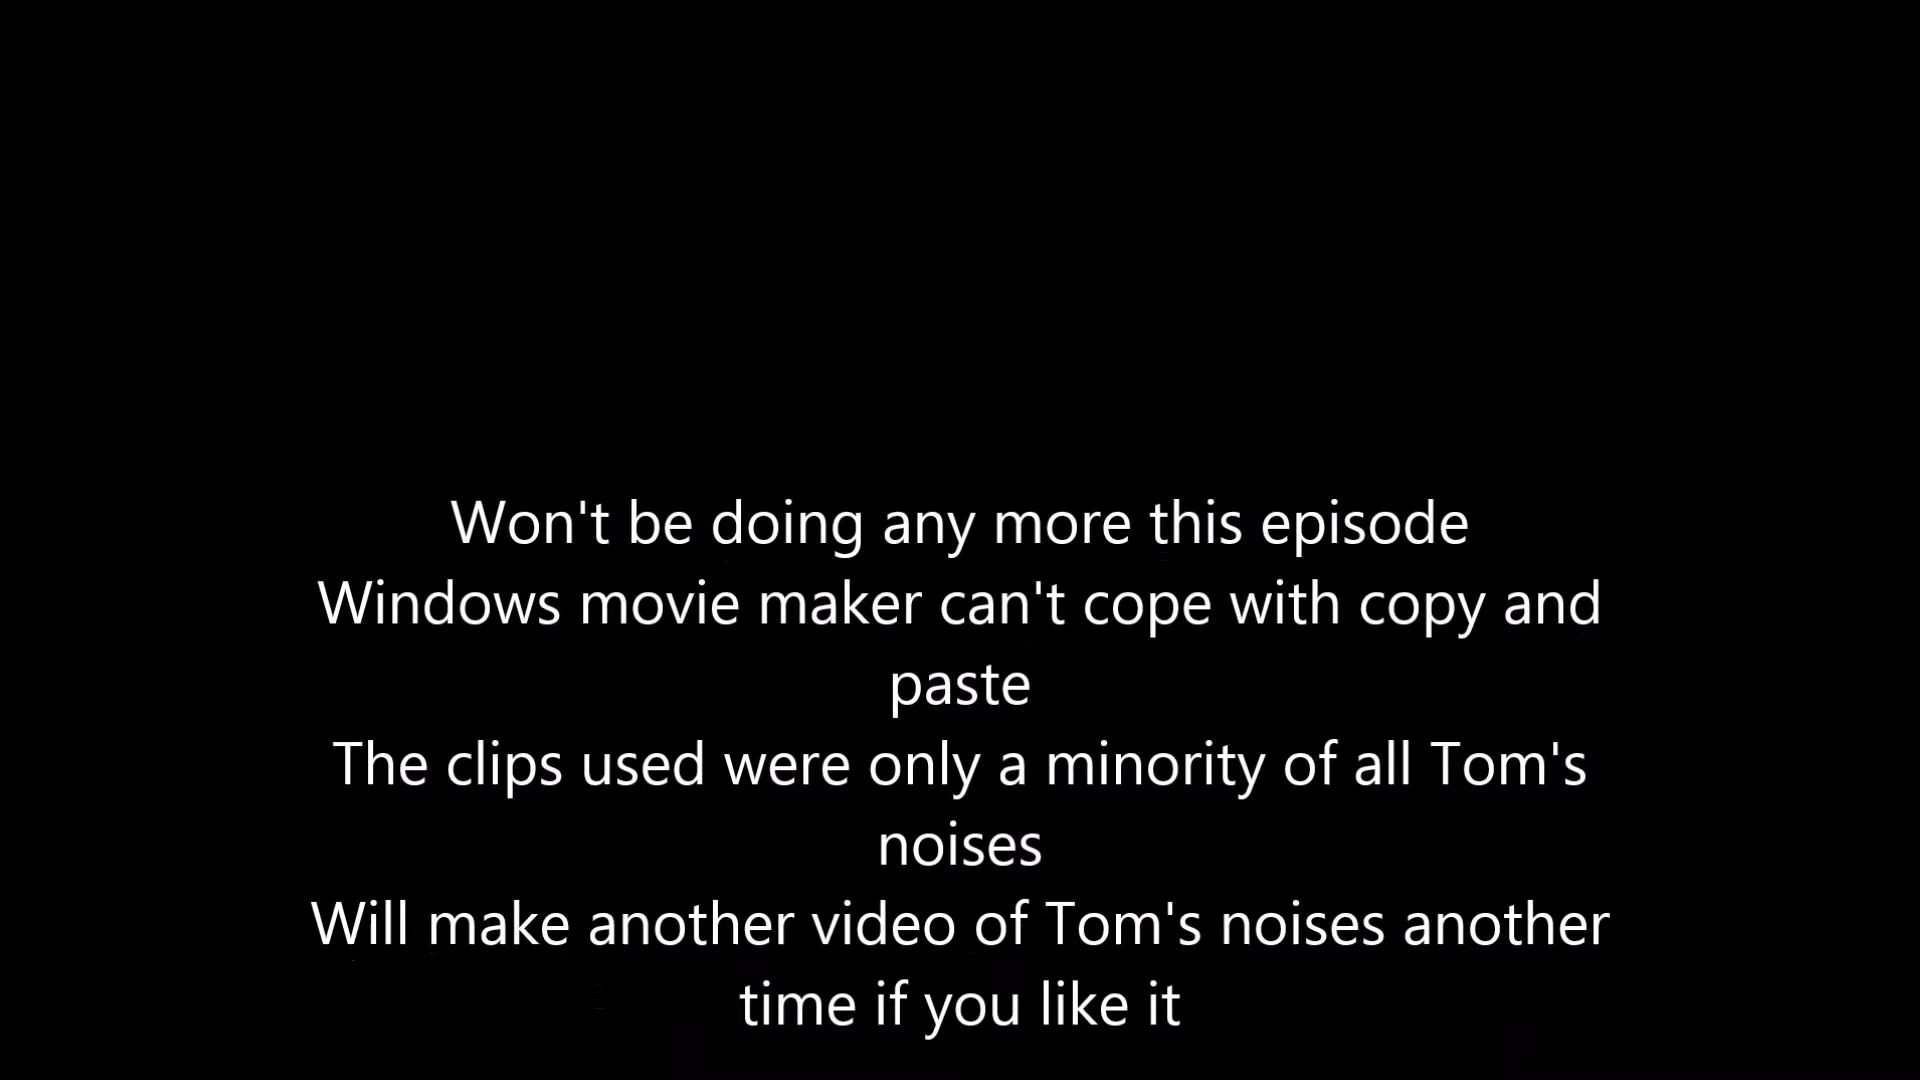 Won't be doing any more this episode
Windows movie maker can't cope with copy and
paste
The clips used were only a minority of all Tom's
noises
Will make another video of Tom's noises another
time if you like it